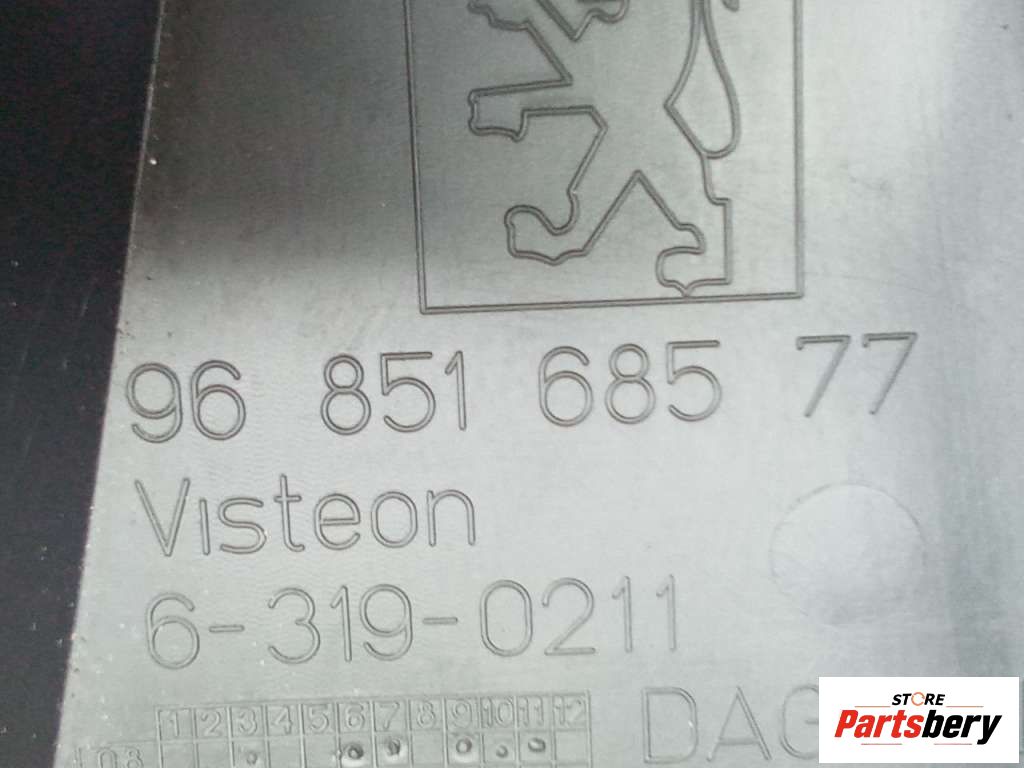 96 851 685 77
Visteon
6-319-0211
1 2 3 4 5 6 7 8 9 10 11 12
DAG
STORE
Partsbery